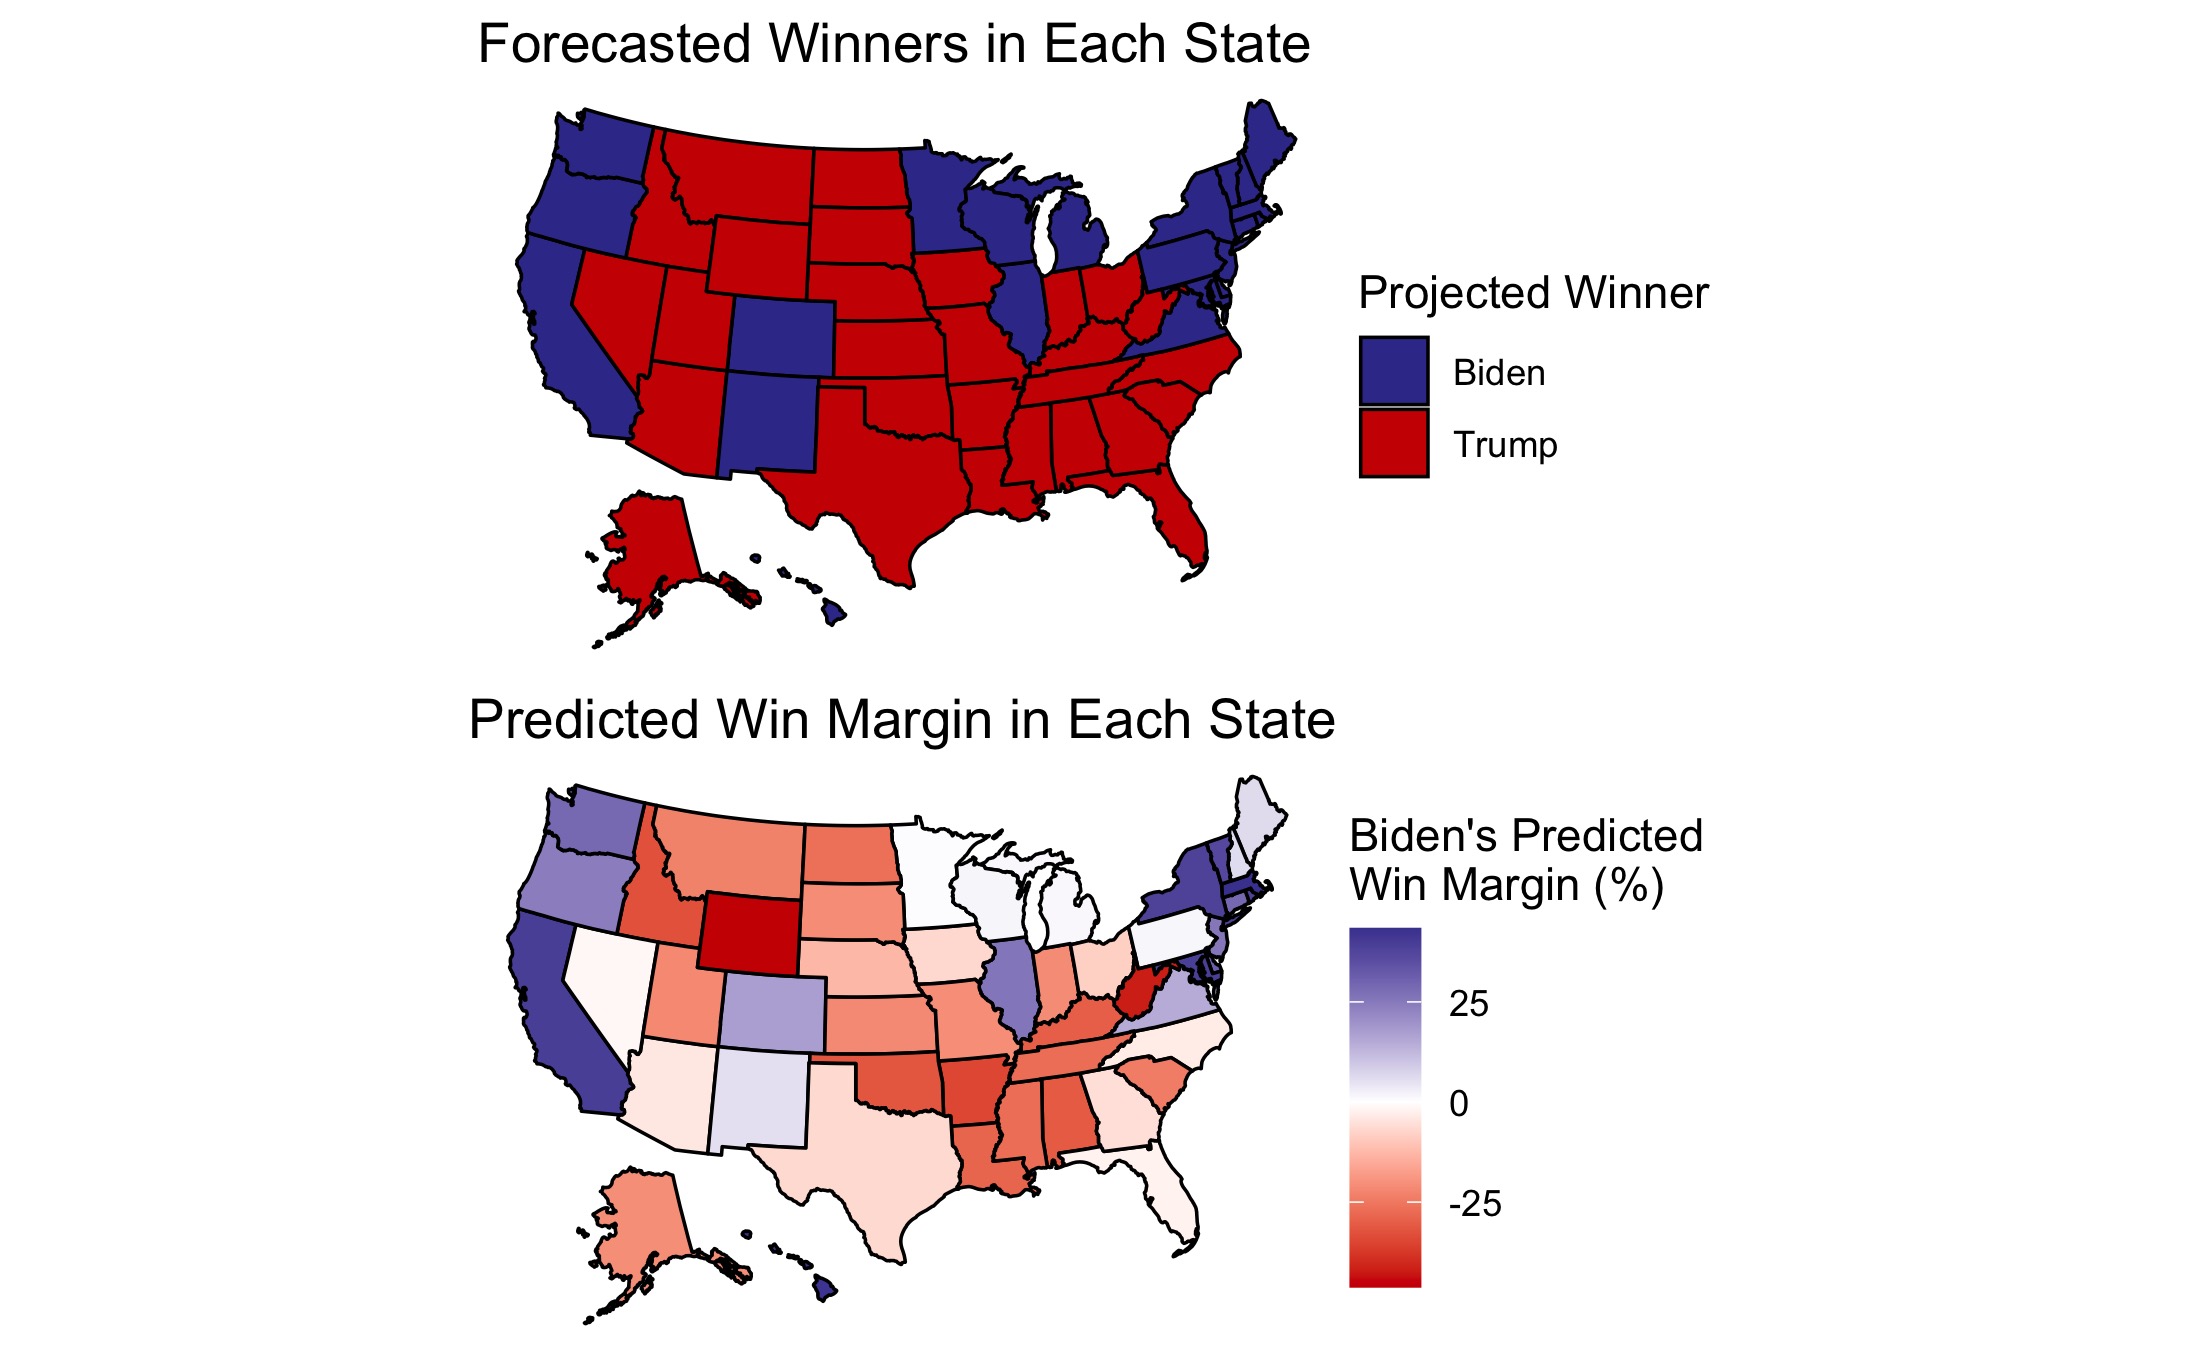 Forecasted Winners in Each State
Projected Winner
Biden
Trump
Predicted Win Margin in Each State
Biden's Predicted
Win Margin (%)
25
0
-25